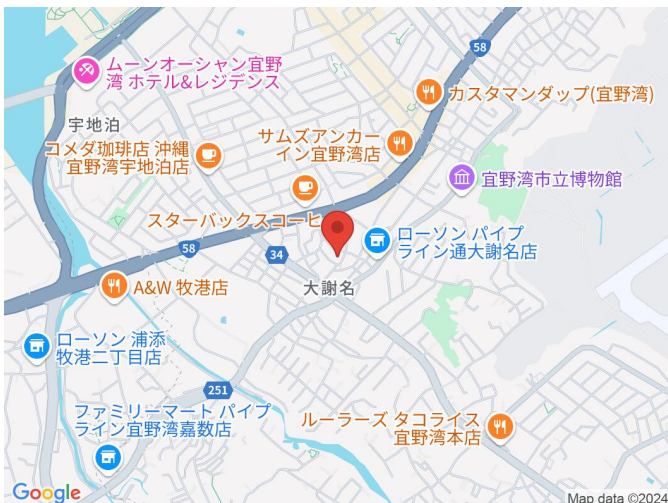 58
ムーンオーシャン宜野
湾 ホテル&レジデンス
カスタマンダップ(宜野湾)
宇地泊
サムズアンカー
イン宜野湾店
コメダ珈琲店 沖縄
宜野湾宇地泊店
宜野湾市立博物館
スターバックスコーヒ
ローソン パイプ
ライン通大謝名店
58
34
A&W 牧港店
大謝名
ローソン 浦添
牧港二丁目店
251
ファミリーマート パイプ
ライン宜野湾嘉数店
ルーラーズ タコライス
宜野湾本店
Google
Map data ©2024